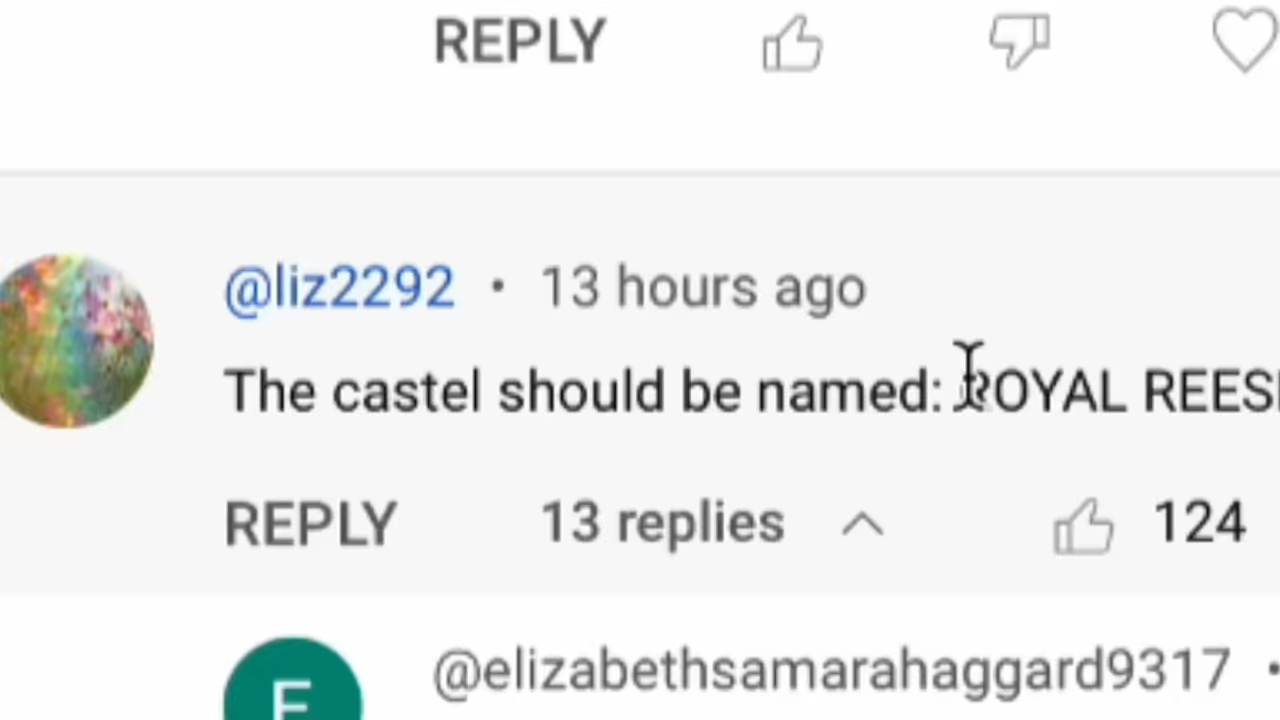 REPLY
@liz2292 • 13 hours ago
The castel should be named: ROYAL REES
REPLY 13 replies 124
E
@elizabethsamarahaggard9317 •